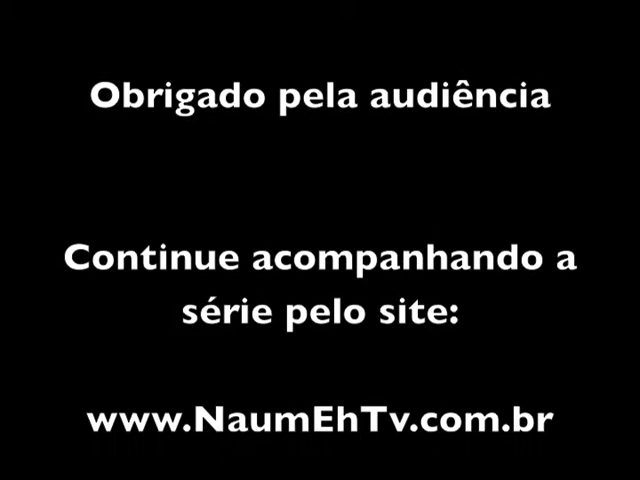 Obrigado pela audiência
Continue acompanhando a
série pelo site:
www.NaumEhTv.com.br